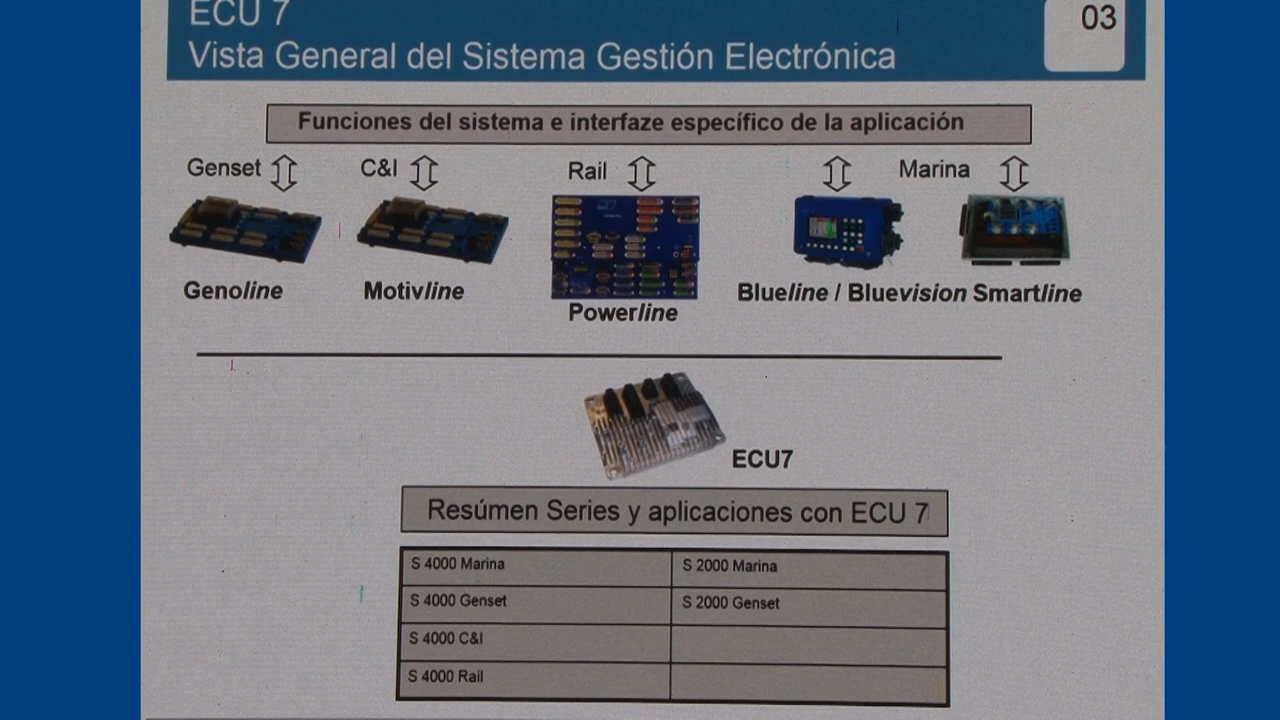 ECU 7
03
Vista General del Sistema Gestión Electrónica
Funciones del sistema e interfaze específico de la aplicación
Genset
C&I
Rail
Marina
Genoline
Motivline
Powerline
Blueline / Bluevision Smartline
ECU7
Resúmen Series y aplicaciones con ECU 7
S 4000 Marina
S 2000 Marina
S 4000 Genset
S 2000 Genset
S 4000 C&I
S 4000 Rail